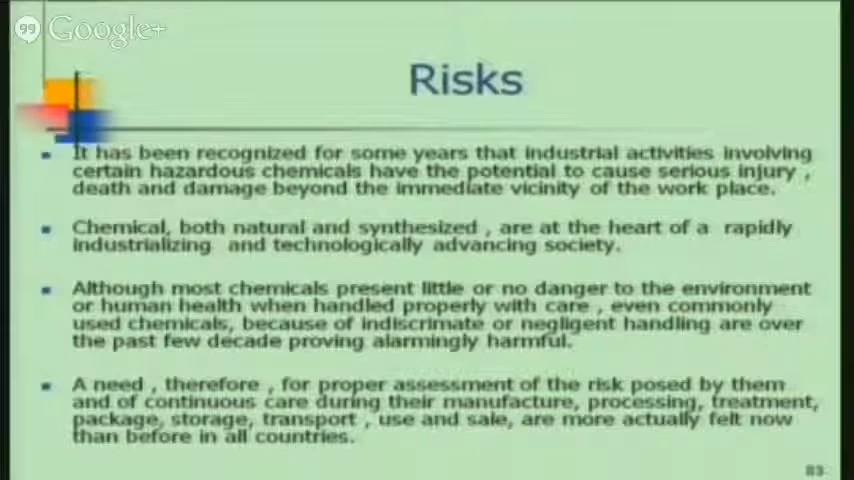 Google+
Risks
It has been recognized for some years that industrial activities involving
certain hazardous chemicals have the potential to cause serious injury ,
death and damage beyond the immediate vicinity of the work place.
Chemical, both natural and synthesized , are at the heart of a rapidly
industrializing and technologically advancing society.
Although most chemicals present little or no danger to the environment
or human health when handled properly with care , even commonly
used chemicals, because of indiscrimate or negligent handling are over
the past few decade proving alarmingly harmful.
A need , therefore , for proper assessment of the risk posed by them
and of continuous care during their manufacture, processing, treatment,
package, storage, transport , use and sale, are more actually felt now
than before in all countries.
83